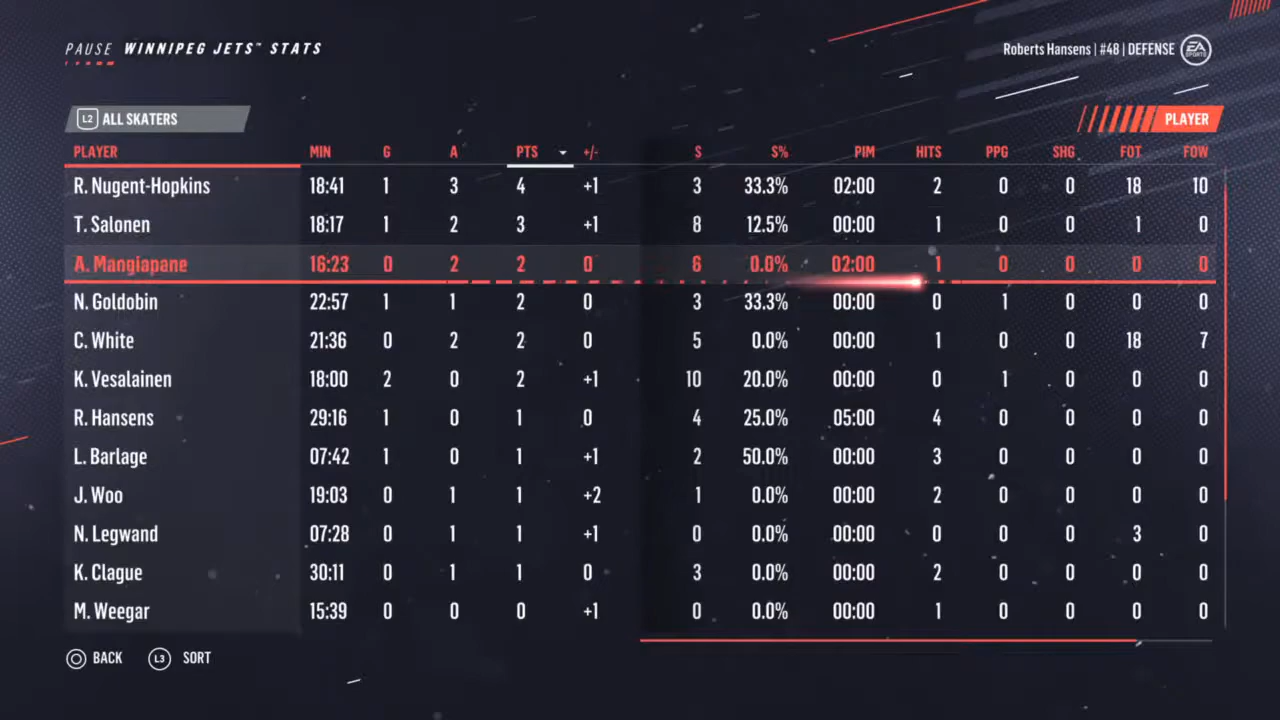 PAUSE WINNIPEG JETS™ STATS
Roberts Hansens | #48 | DEFENSE EA SPORTS
L2 ALL SKATERS
PLAYER
PLAYER MIN G A PTS +/- S S% PIM HITS PPG SHG FOT FOW
R. Nugent-Hopkins 18:41 1 3 4 +1 3 33.3% 02:00 2 0 0 18 10
T. Salonen 18:17 1 2 3 +1 8 12.5% 00:00 1 0 0 1 0
A. Mangiapane 16:23 0 2 2 0 6 0.0% 02:00 1 0 0 0 0
N. Goldobin 22:57 1 1 2 0 3 33.3% 00:00 0 1 0 0 0
C. White 21:36 0 2 2 0 5 0.0% 00:00 1 0 0 18 7
K. Vesalainen 18:00 2 0 2 +1 10 20.0% 00:00 0 1 0 0 0
R. Hansens 29:16 1 0 1 0 4 25.0% 05:00 4 0 0 0 0
L. Barlage 07:42 1 0 1 +1 2 50.0% 00:00 3 0 0 0 0
J. Woo 19:03 0 1 1 +2 1 0.0% 00:00 2 0 0 0 0
N. Legwand 07:28 0 1 1 +1 0 0.0% 00:00 0 0 0 3 0
K. Clague 30:11 0 1 1 0 3 0.0% 00:00 2 0 0 0 0
M. Weegar 15:39 0 0 0 +1 0 0.0% 00:00 1 0 0 0 0
BACK L3 SORT